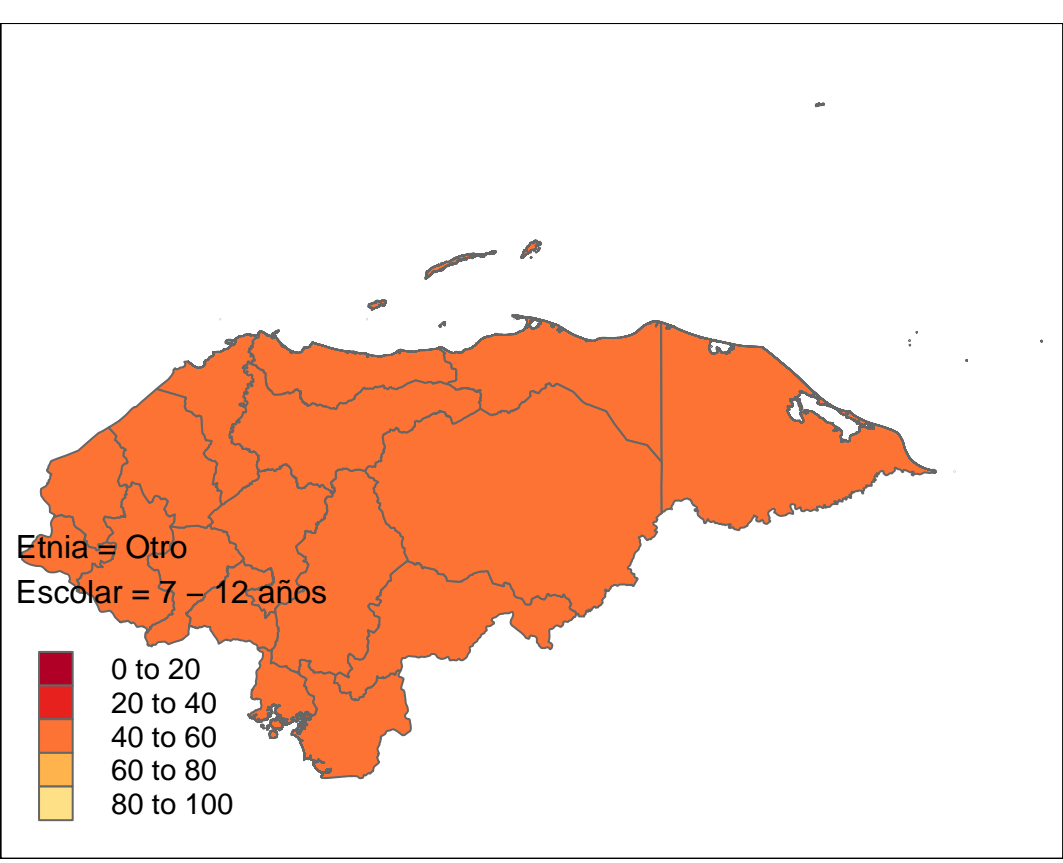 Etnia = Otro
Escolar = 7 − 12 años
0 to 20
20 to 40
40 to 60
60 to 80
80 to 100